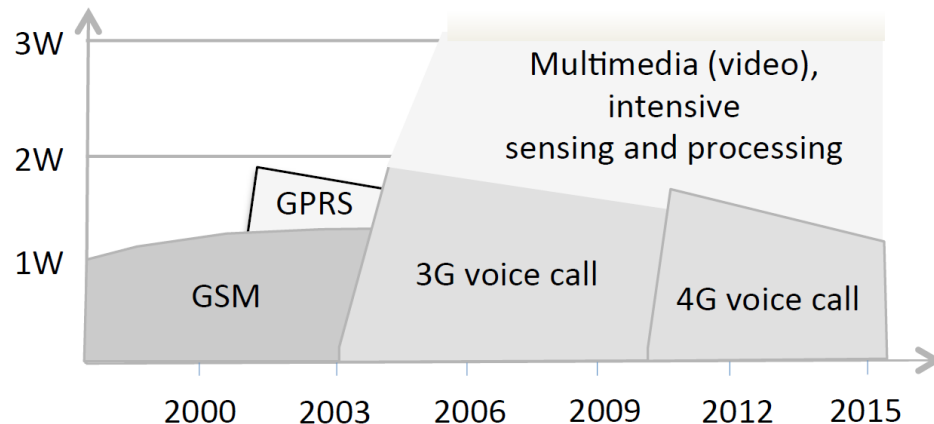 3W
Multimedia (video),
intensive
sensing and processing
2W
GPRS
1W
GSM
3G voice call
4G voice call
2000 2003 2006 2009 2012 2015